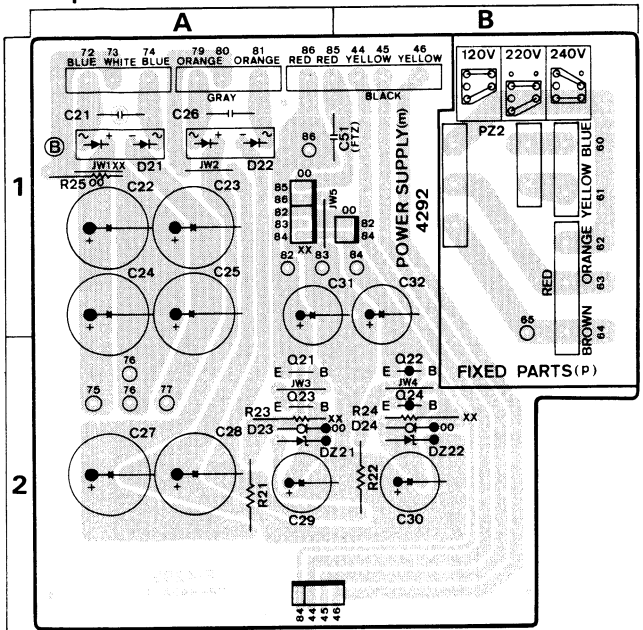 A B
72 73 74 79 80 81 86 85 44 45 46
BLUE WHITE BLUE ORANGE ORANGE RED RED YELLOW YELLOW
GRAY BLACK
120V 220V 240V
PZ2
C21 C26 C51 (FTZ)
86
B
~ + - ~ ~ + - ~
D21 D22
JW1 XX JW2
R25 00
C22 C23
1
00
85
86
82
83
84
XX
JW5
00
82
84
POWER SUPPLY(m)
4292
BLUE 60
YELLOW 61
ORANGE 62
RED 63
BROWN 64
65
82 83 84
C24 C25 C31 C32
FIXED PARTS(P)
76
75 76 77
Q21 Q22
E B E B
JW3 JW4
Q23 Q24
E B E B
R23 XX R24 XX
D23 00 D24 00
DZ21 DZ22
C27 C28
2
R21 R22
C29 C30
84 44 45 46